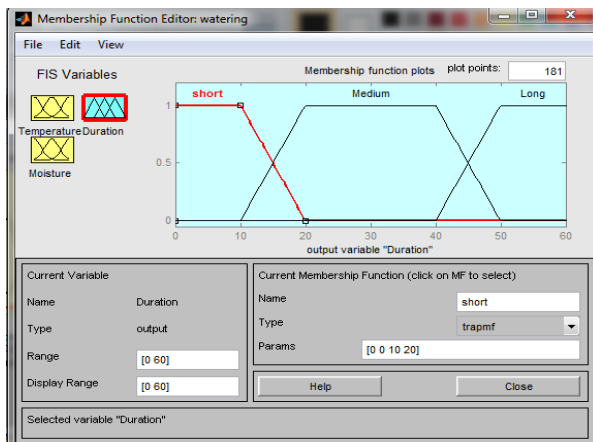 Membership Function Editor: watering
File Edit View
FIS Variables
Membership function plots plot points: 181
Temperature Duration
Moisture
short Medium Long
1
0.5
0
0 10 20 30 40 50 60
output variable "Duration"
Current Variable
Name Duration
Type output
Range [0 60]
Display Range [0 60]
Current Membership Function (click on MF to select)
Name short
Type trapmf
Params [0 0 10 20]
Help Close
Selected variable "Duration"